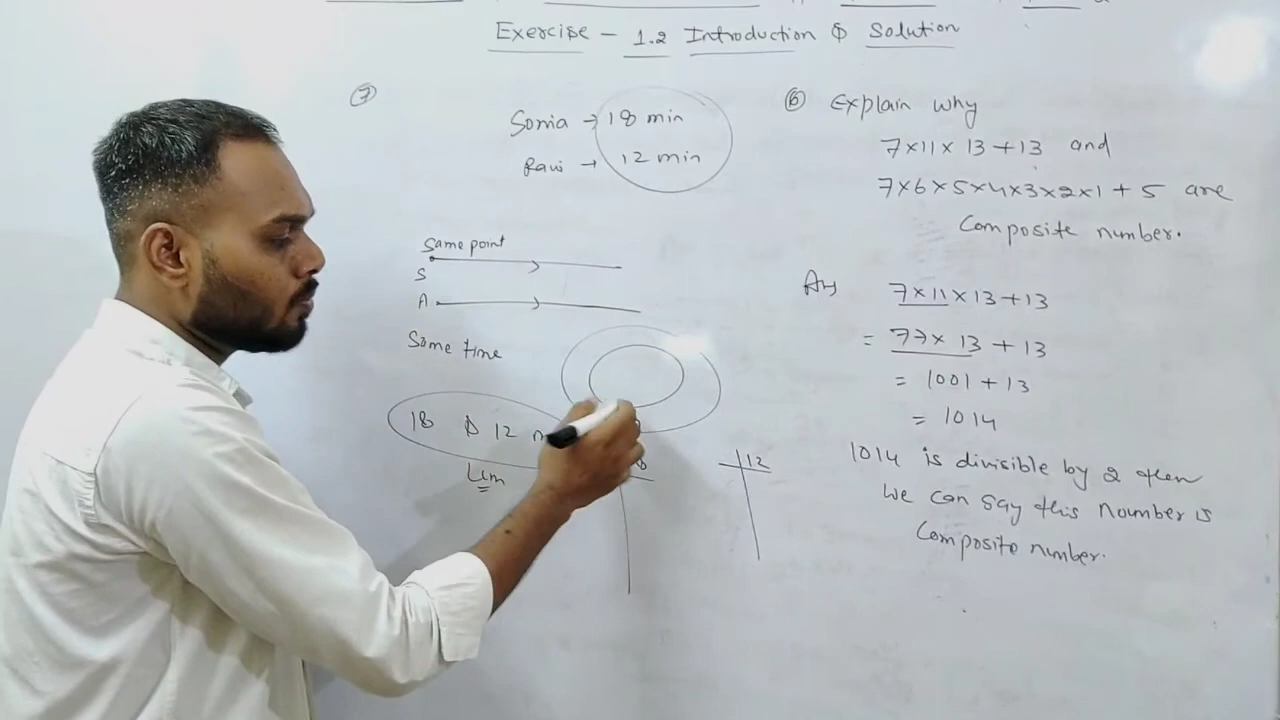 Exercise - 1.2 Introduction & Solution
7
Sonia → 18 min
Ravi → 12 min
Same point
S
A
Same time
18 & 12
Lcm
12
6 Explain why
7×11×13+13 and
7×6×5×4×3×2×1+5 are
Composite number.
Ans 7×11×13+13
= 77×13+13
= 1001+13
= 1014
1014 is divisible by 2 then
we can say this number is
Composite number.